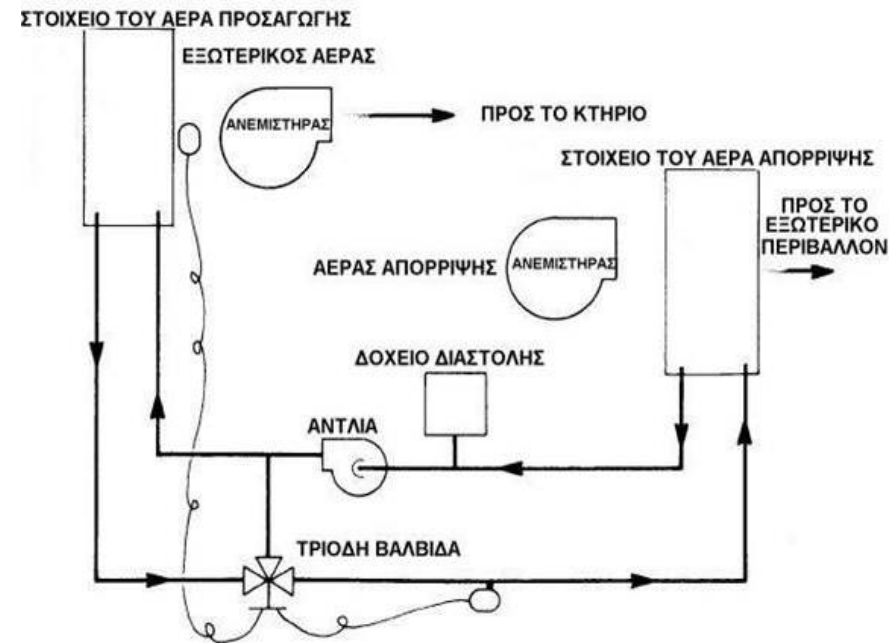 ΣΤΟΙΧΕΙΟ ΤΟΥ ΑΕΡΑ ΠΡΟΣΑΓΩΓΗΣ
ΕΞΩΤΕΡΙΚΟΣ ΑΕΡΑΣ
ΑΝΕΜΙΣΤΗΡΑΣ
ΠΡΟΣ ΤΟ ΚΤΗΡΙΟ
ΣΤΟΙΧΕΙΟ ΤΟΥ ΑΕΡΑ ΑΠΟΡΡΙΨΗΣ
ΠΡΟΣ ΤΟ
ΕΞΩΤΕΡΙΚΟ
ΠΕΡΙΒΑΛΛΟΝ
ΑΕΡΑΣ ΑΠΟΡΡΙΨΗΣ
ΑΝΕΜΙΣΤΗΡΑΣ
ΔΟΧΕΙΟ ΔΙΑΣΤΟΛΗΣ
ΑΝΤΛΙΑ
ΤΡΙΟΔΗ ΒΑΛΒΙΔΑ